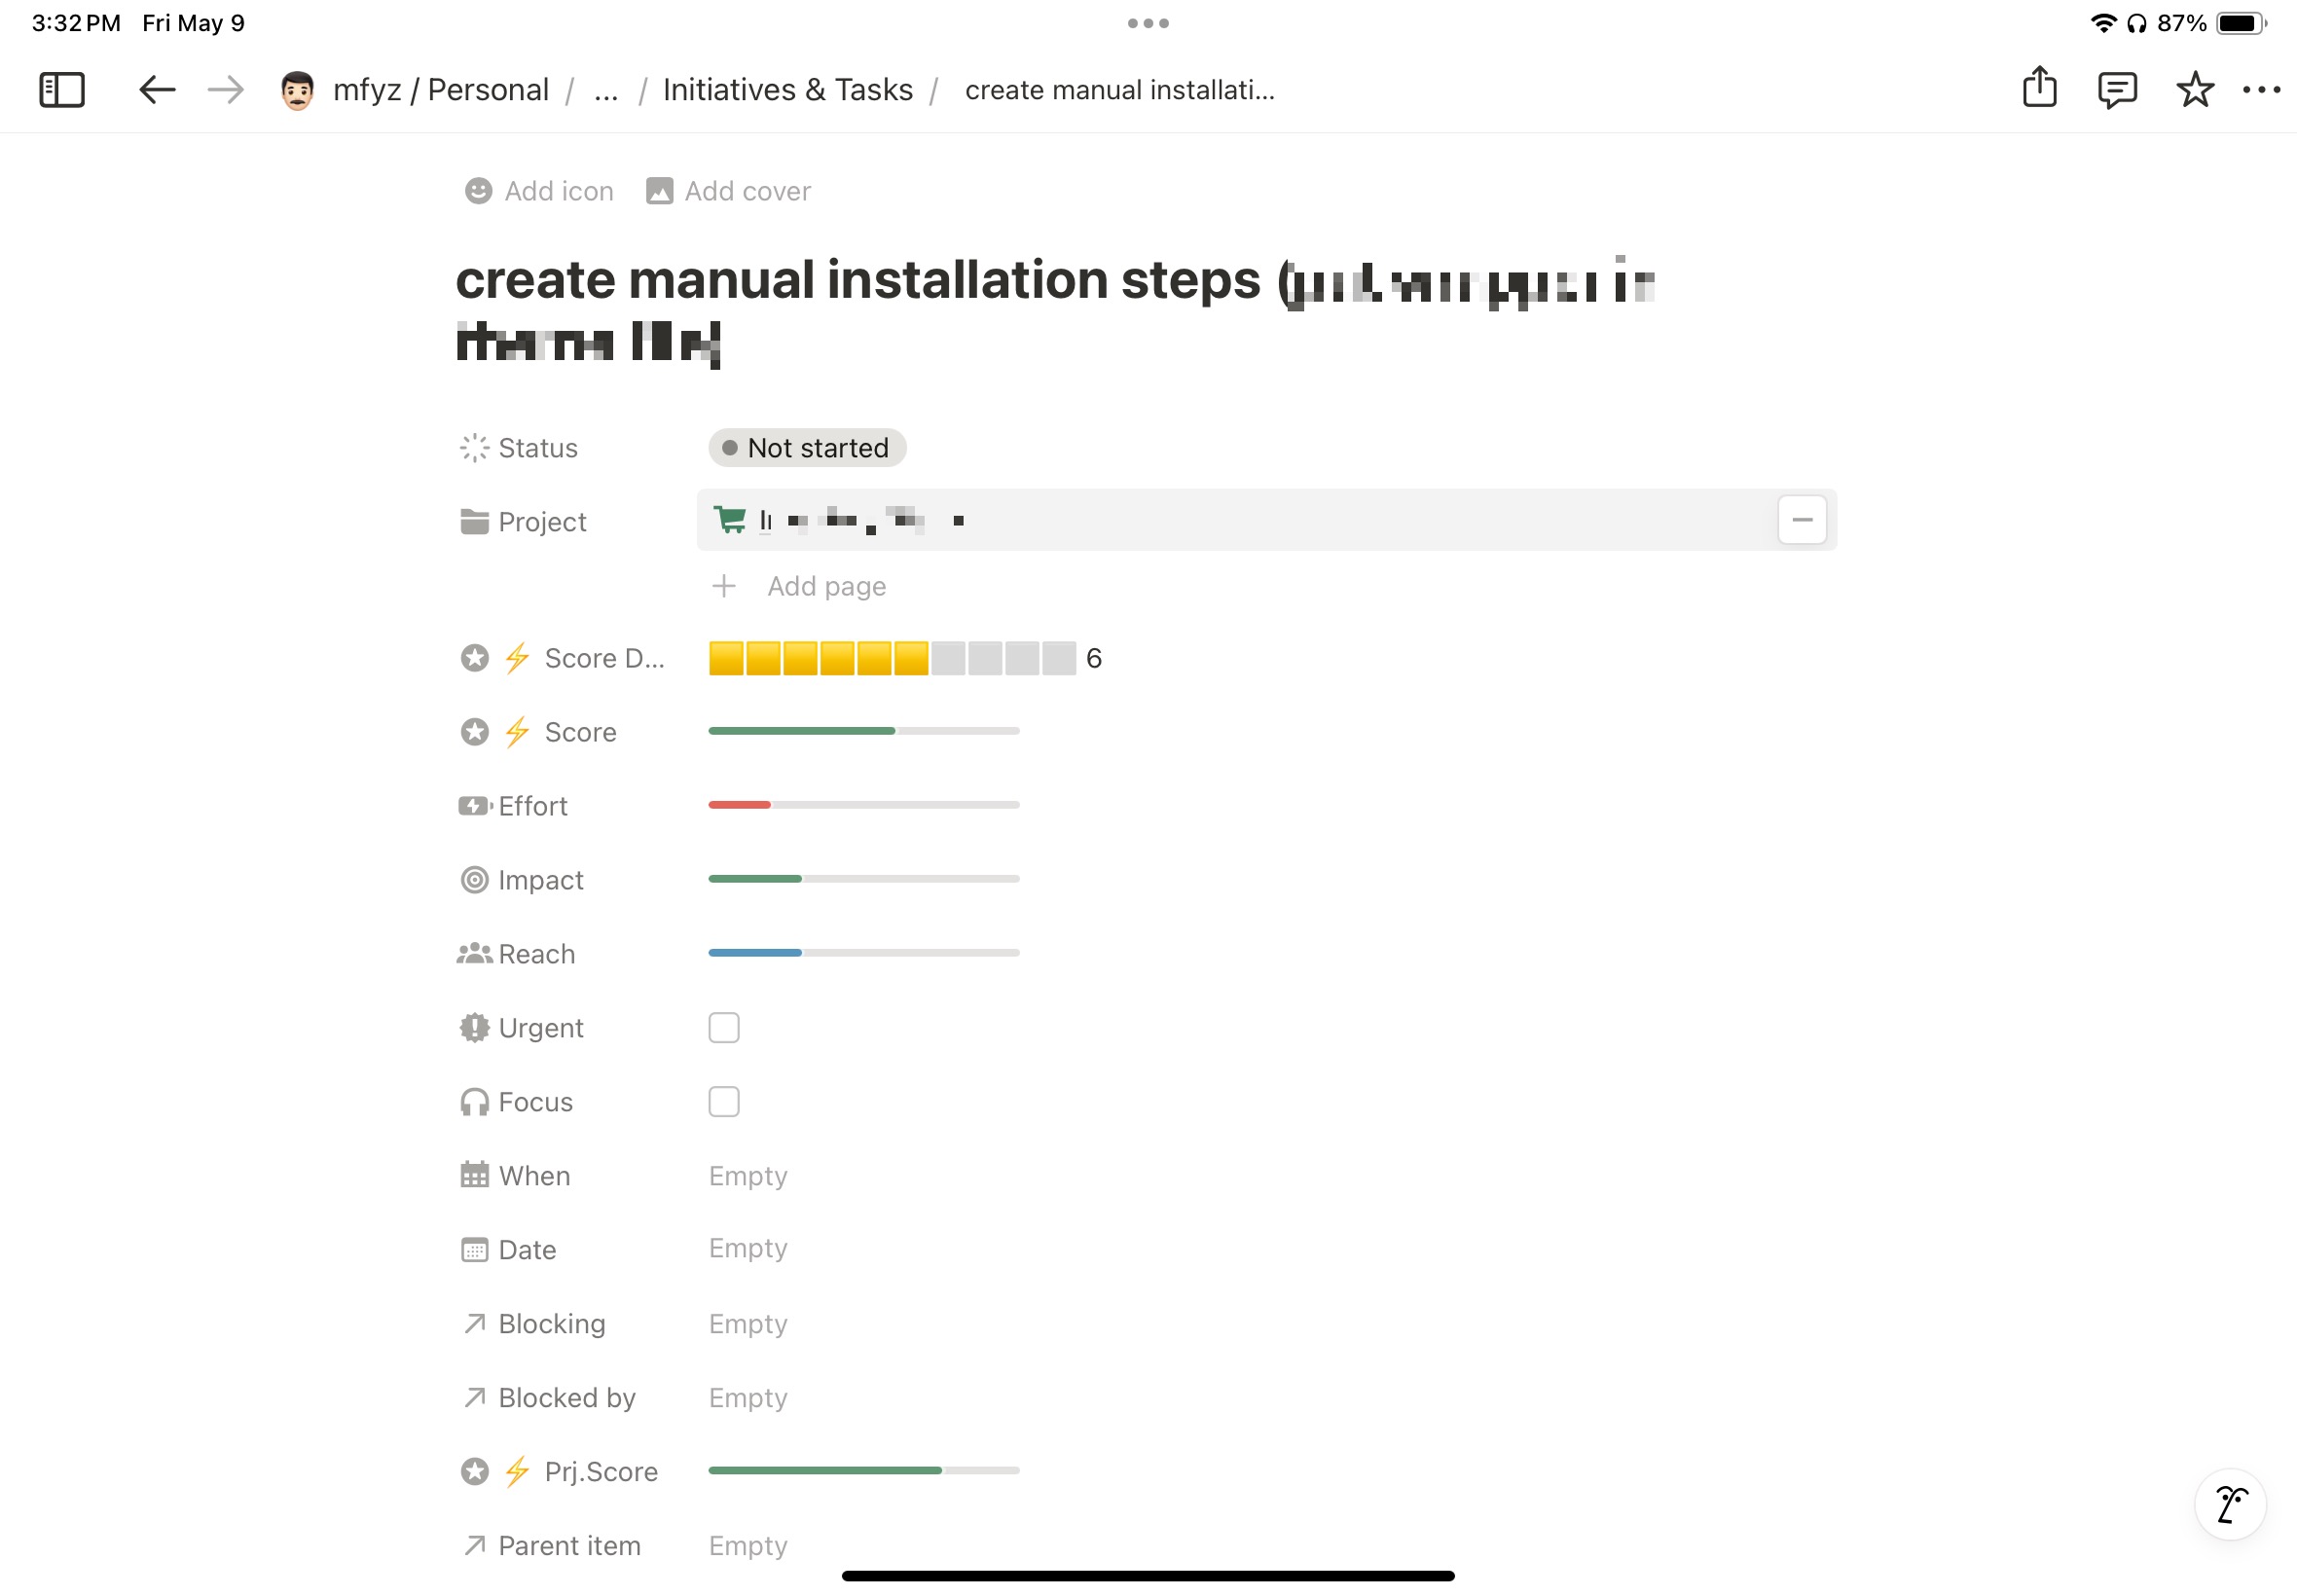 3:32 PM Fri May 9 87%
mfyz / Personal / ... / Initiatives & Tasks / create manual installati...
Add icon Add cover
create manual installation steps (
Status Not started
Project
Add page
Score D... 6
Score
Effort
Impact
Reach
Urgent
Focus
When Empty
Date Empty
Blocking Empty
Blocked by Empty
Prj.Score
Parent item Empty